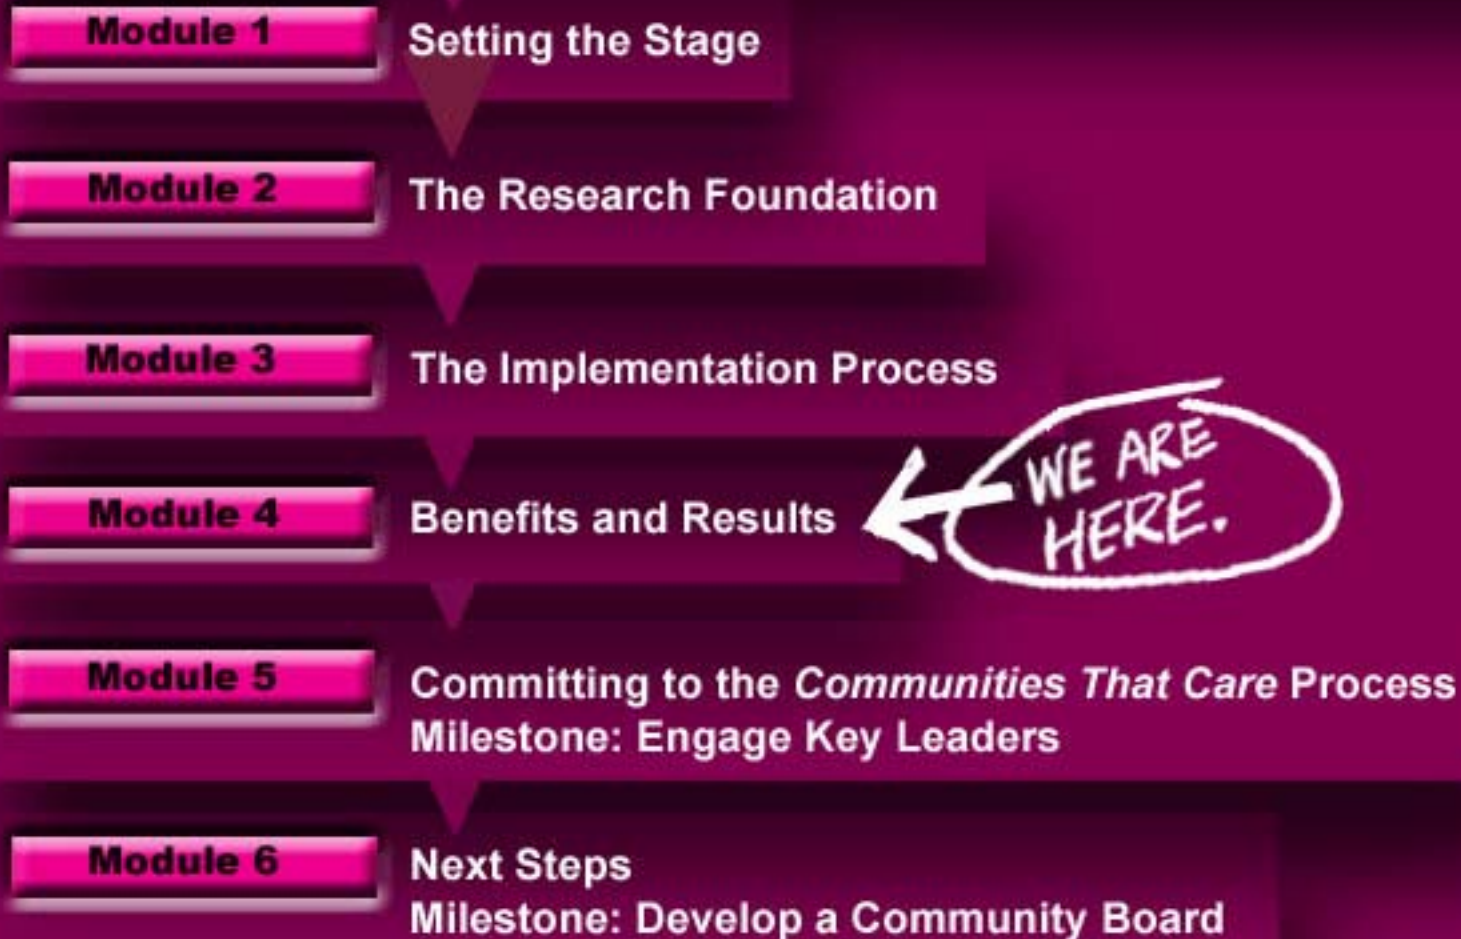 Module 1
Setting the Stage
Module 2
The Research Foundation
Module 3
The Implementation Process
Module 4
Benefits and Results
WE ARE
HERE.
Module 5
Committing to the Communities That Care Process
Milestone: Engage Key Leaders
Module 6
Next Steps
Milestone: Develop a Community Board